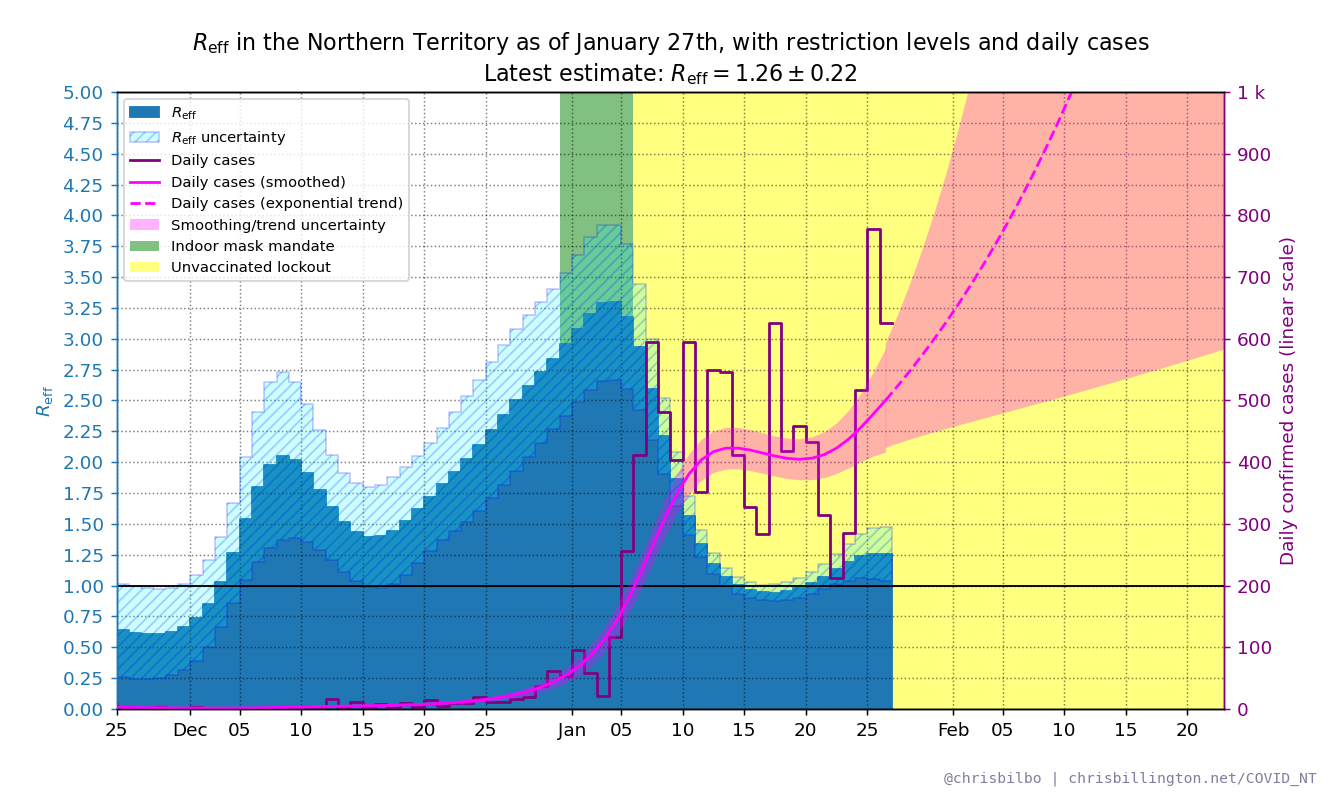 Reff in the Northern Territory as of January 27th, with restriction levels and daily cases
Latest estimate: Reff = 1.26 ± 0.22
Reff
Reff uncertainty
Daily cases
Daily cases (smoothed)
Daily cases (exponential trend)
Smoothing/trend uncertainty
Indoor mask mandate
Unvaccinated lockout
5.00
4.75
4.50
4.25
4.00
3.75
3.50
3.25
3.00
2.75
2.50
2.25
2.00
1.75
1.50
1.25
1.00
0.75
0.50
0.25
0.00
Reff
1 k
900
800
700
600
500
400
300
200
100
0
Daily confirmed cases (linear scale)
25 Dec 05 10 15 20 25 Jan 05 10 15 20 25 Feb 05 10 15 20
@chrisbilbo | chrisbillington.net/COVID_NT